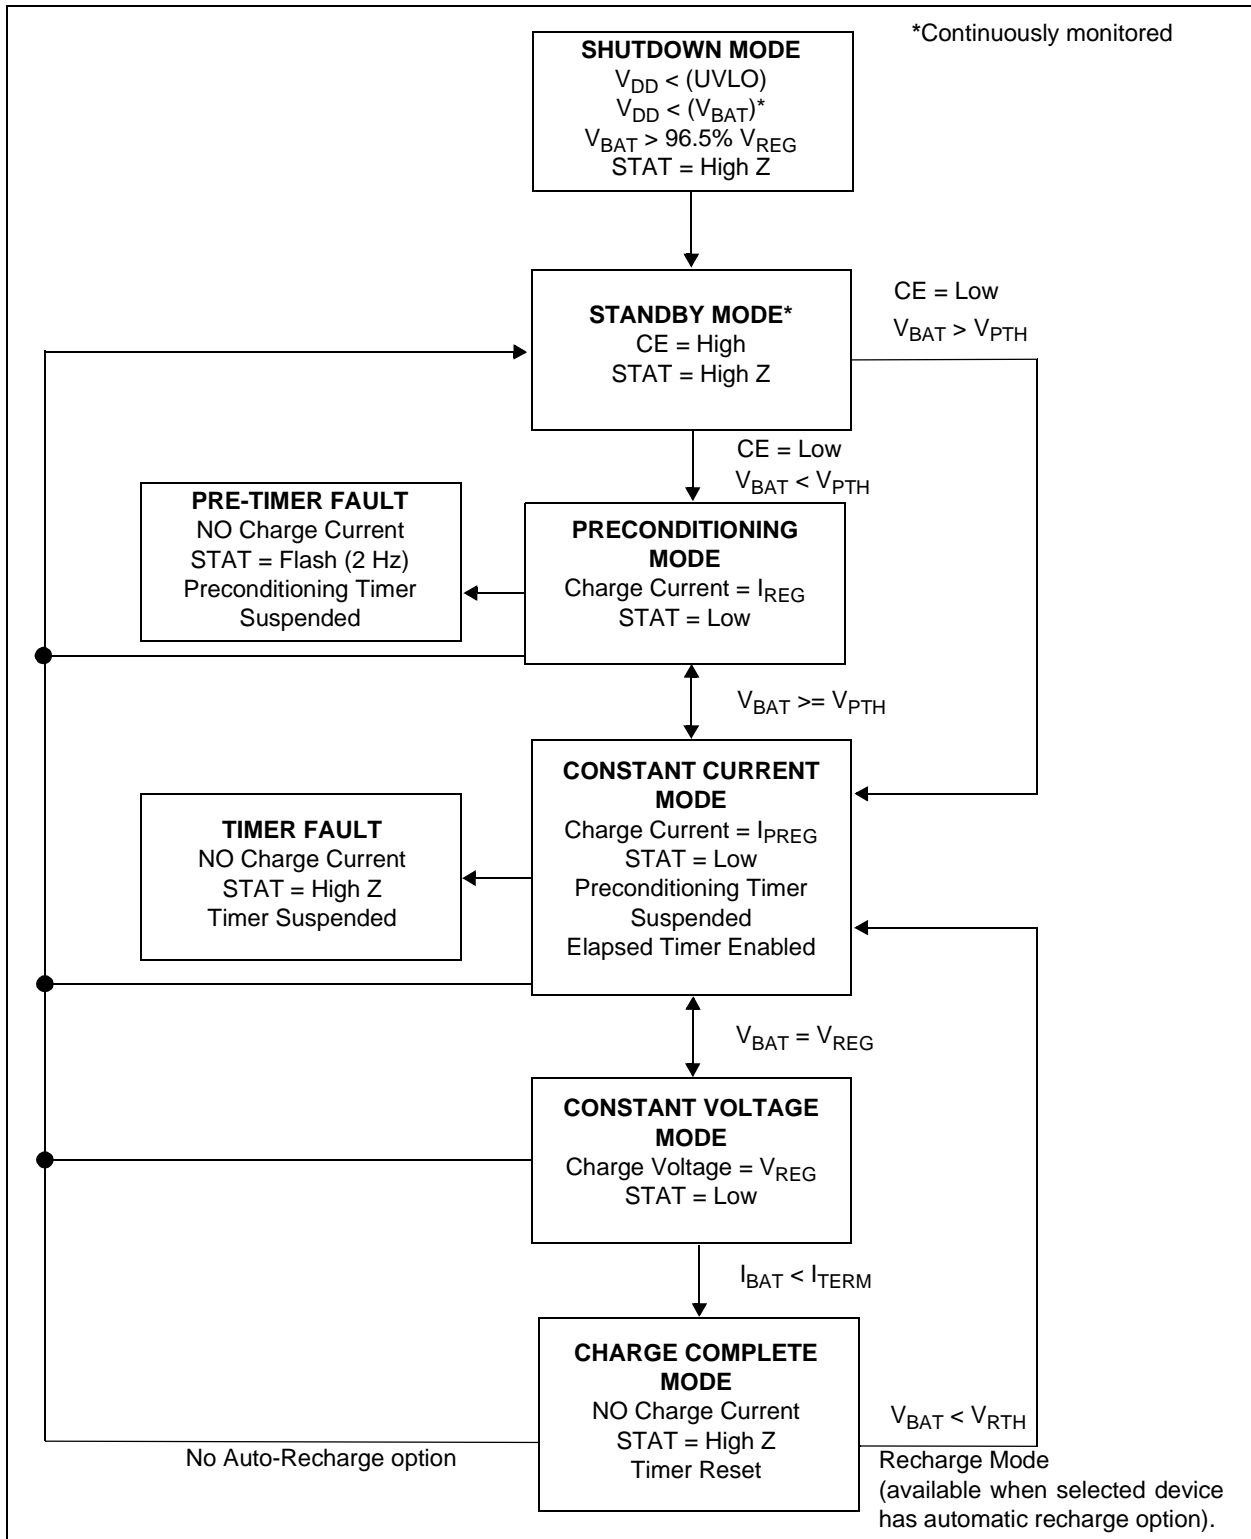 *Continuously monitored
SHUTDOWN MODE
VDD < (UVLO)
VDD < (VBAT)*
VBAT > 96.5% VREG
STAT = High Z
CE = Low
VBAT > VPTH
STANDBY MODE*
CE = High
STAT = High Z
CE = Low
VBAT < VPTH
PRE-TIMER FAULT
NO Charge Current
STAT = Flash (2 Hz)
Preconditioning Timer
Suspended
PRECONDITIONING
MODE
Charge Current = IREG
STAT = Low
VBAT >= VPTH
CONSTANT CURRENT
MODE
Charge Current = IPREG
STAT = Low
Preconditioning Timer
Suspended
Elapsed Timer Enabled
TIMER FAULT
NO Charge Current
STAT = High Z
Timer Suspended
VBAT = VREG
CONSTANT VOLTAGE
MODE
Charge Voltage = VREG
STAT = Low
IBAT < ITERM
CHARGE COMPLETE
MODE
NO Charge Current
STAT = High Z
Timer Reset
No Auto-Recharge option
VBAT < VRTH
Recharge Mode
(available when selected device
has automatic recharge option).